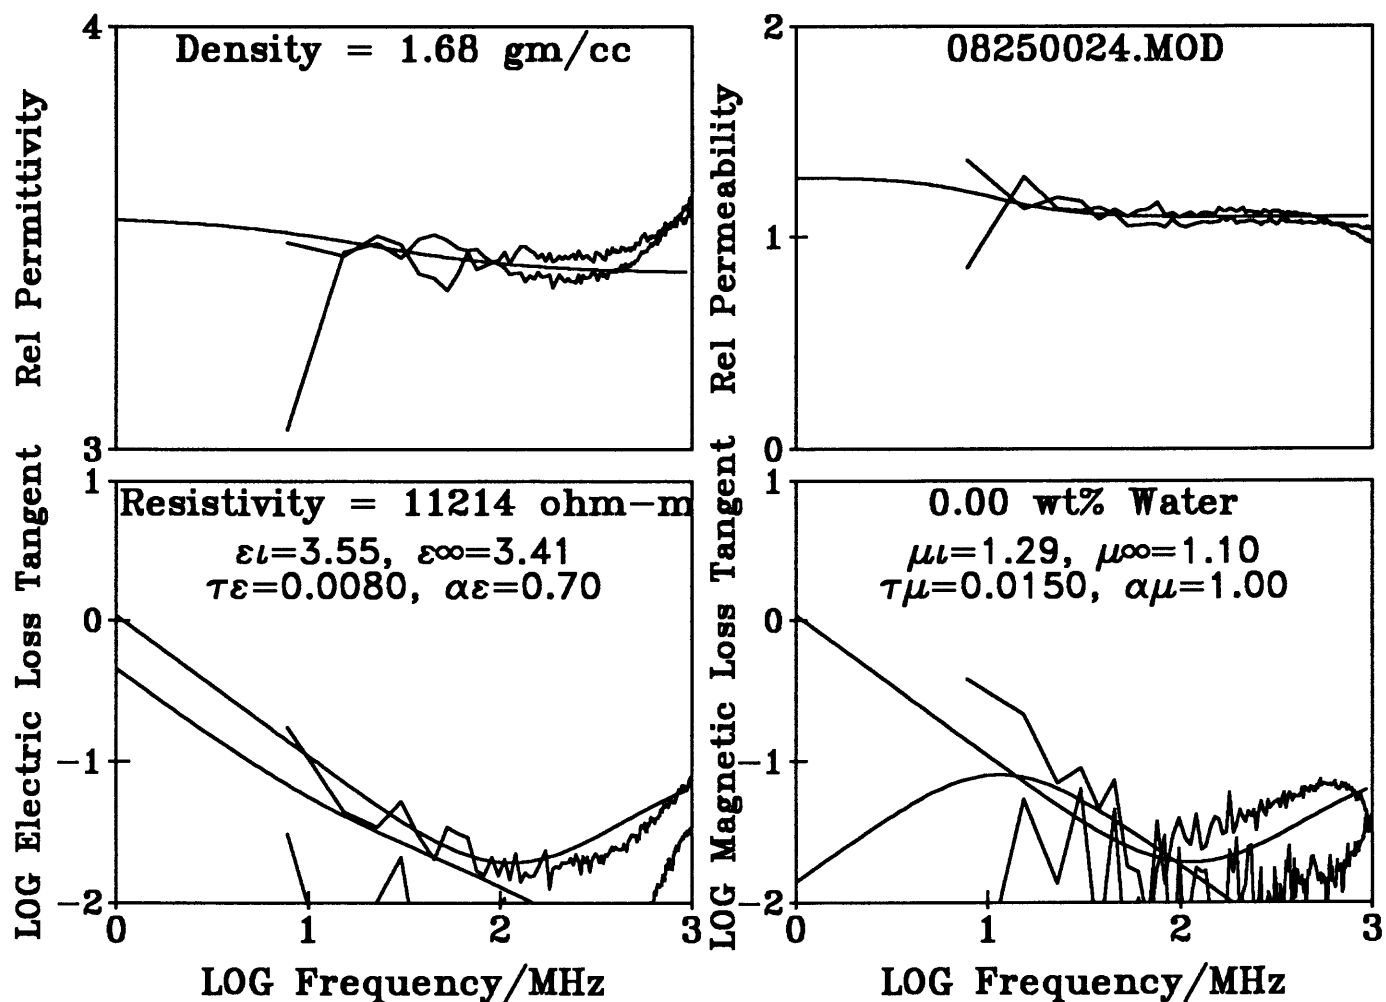 4
Density = 1.68 gm/cc
Rel Permittivity
3
2
08250024.MOD
Rel Permeability
1
0
1
Resistivity = 11214 ohm-m
ει=3.55, ε∞=3.41
τε=0.0080, αε=0.70
LOG Electric Loss Tangent
0
-1
-2
0 1 2 3
LOG Frequency/MHz
1
0.00 wt% Water
μι=1.29, μ∞=1.10
τμ=0.0150, αμ=1.00
LOG Magnetic Loss Tangent
0
-1
-2
0 1 2 3
LOG Frequency/MHz